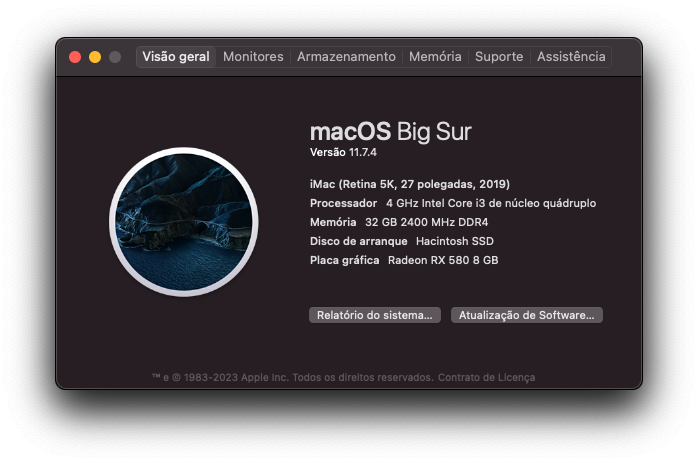 Visão geral Monitores Armazenamento Memória Suporte Assistência
macOS Big Sur
Versão 11.7.4
iMac (Retina 5K, 27 polegadas, 2019)
Processador 4 GHz Intel Core i3 de núcleo quádruplo
Memória 32 GB 2400 MHz DDR4
Disco de arranque Hacintosh SSD
Placa gráfica Radeon RX 580 8 GB
Relatório do sistema... Atualização de Software...
™ e © 1983-2023 Apple Inc. Todos os direitos reservados. Contrato de Licença